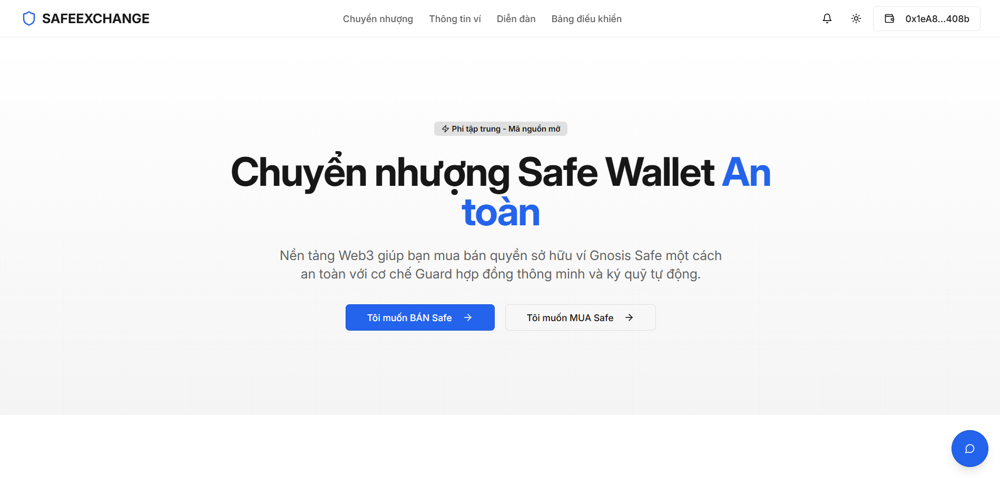 SAFEEXCHANGE
Chuyển nhượng
Thông tin ví
Diễn đàn
Bảng điều khiển
0x1eA8...408b
Phi tập trung - Mã nguồn mở
Chuyển nhượng Safe Wallet An
toàn
Nền tảng Web3 giúp bạn mua bán quyền sở hữu ví Gnosis Safe một cách
an toàn với cơ chế Guard hợp đồng thông minh và ký quỹ tự động.
Tôi muốn BÁN Safe
Tôi muốn MUA Safe